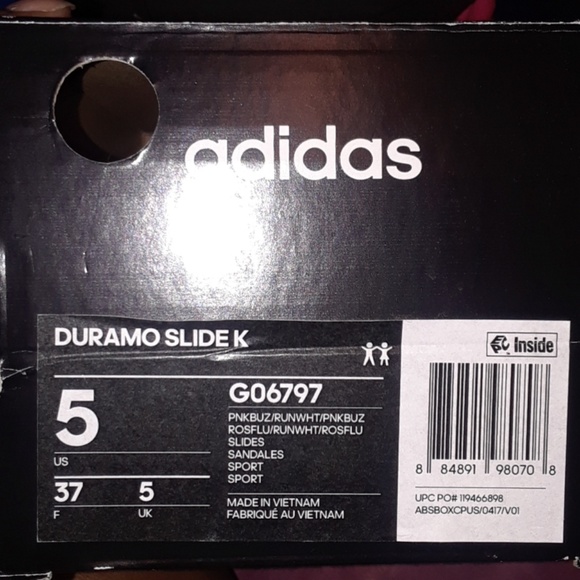 adidas
DURAMO SLIDE K
5
US
37
F
5
UK
G06797
PNKBUZ/RUNWHT/PNKBUZ
ROSFLU/RUNWHT/ROSFLU
SLIDES
SANDALES
SPORT
SPORT
MADE IN VIETNAM
FABRIQUÉ AU VIETNAM
Inside
8 84891 98070 8
UPC PO# 119466898
ABSBOXCPUS/0417/V01